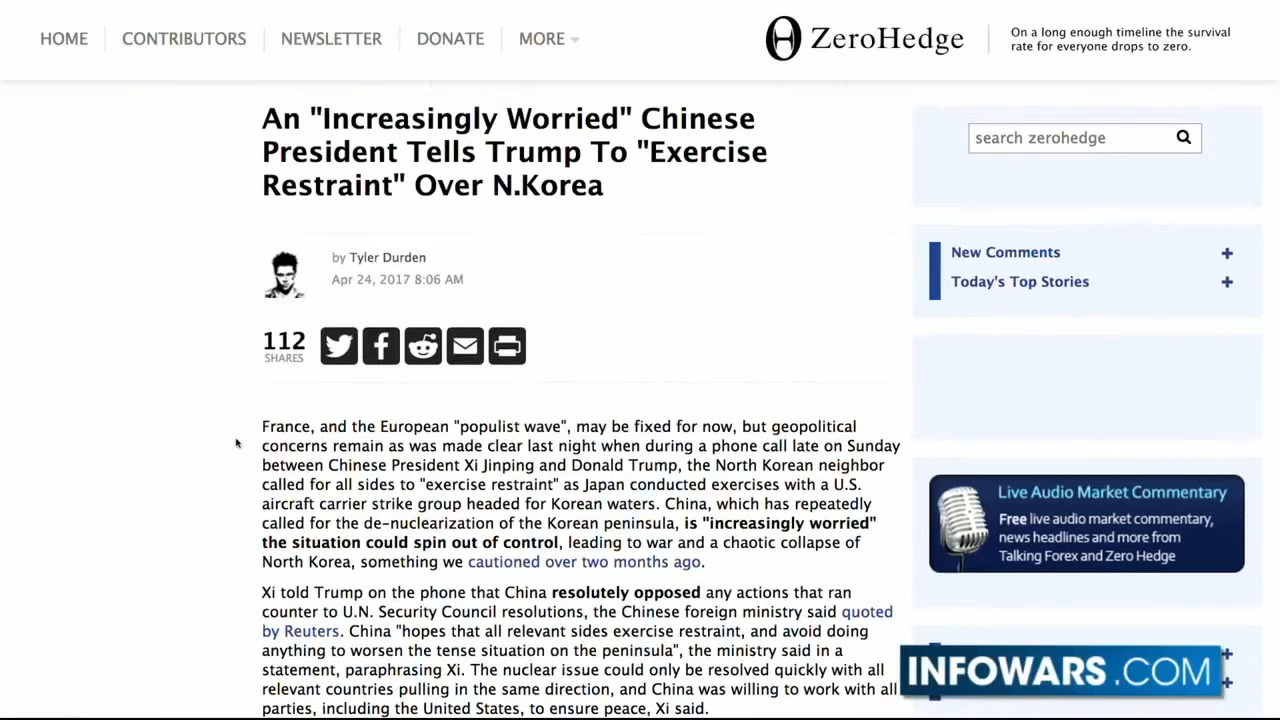 HOME
CONTRIBUTORS
NEWSLETTER
DONATE
MORE
ZeroHedge
On a long enough timeline the survival
rate for everyone drops to zero.
An "Increasingly Worried" Chinese
President Tells Trump To "Exercise
Restraint" Over N.Korea
by Tyler Durden
Apr 24, 2017 8:06 AM
112
SHARES
France, and the European "populist wave", may be fixed for now, but geopolitical
concerns remain as was made clear last night when during a phone call late on Sunday
between Chinese President Xi Jinping and Donald Trump, the North Korean neighbor
called for all sides to "exercise restraint" as Japan conducted exercises with a U.S.
aircraft carrier strike group headed for Korean waters. China, which has repeatedly
called for the de-nuclearization of the Korean peninsula, is "increasingly worried"
the situation could spin out of control, leading to war and a chaotic collapse of
North Korea, something we cautioned over two months ago.
Xi told Trump on the phone that China resolutely opposed any actions that ran
counter to U.N. Security Council resolutions, the Chinese foreign ministry said quoted
by Reuters. China "hopes that all relevant sides exercise restraint, and avoid doing
anything to worsen the tense situation on the peninsula", the ministry said in a
statement, paraphrasing Xi. The nuclear issue could only be resolved quickly with all
relevant countries pulling in the same direction, and China was willing to work with all
parties, including the United States, to ensure peace, Xi said.
search zerohedge
New Comments
+
Today's Top Stories
+
Live Audio Market Commentary
Free live audio market commentary,
news headlines and more from
Talking Forex and Zero Hedge
+
+
INFOWARS.COM